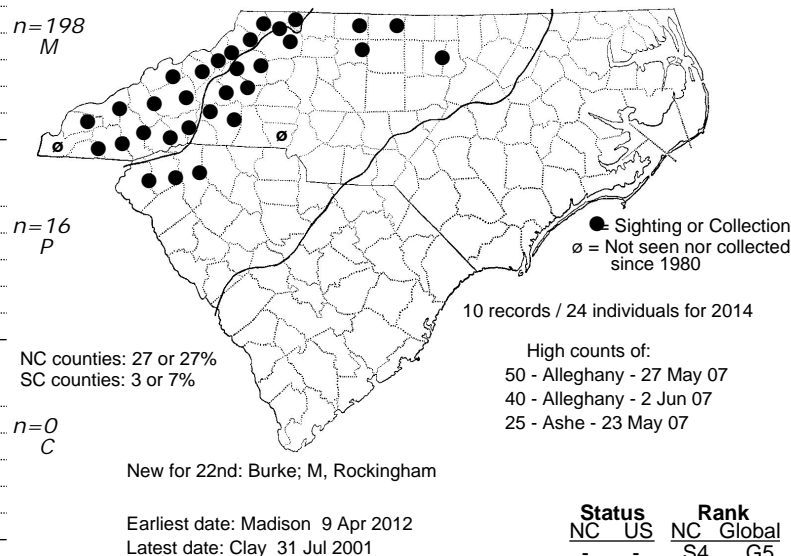 n=198
M
ø
ø
● = Sighting or Collection
ø = Not seen nor collected
since 1980
n=16
P
10 records / 24 individuals for 2014
NC counties: 27 or 27%
SC counties: 3 or 7%
High counts of:
50 - Alleghany - 27 May 07
40 - Alleghany - 2 Jun 07
25 - Ashe - 23 May 07
n=0
C
New for 22nd: Burke; M, Rockingham
Earliest date: Madison 9 Apr 2012
Latest date: Clay 31 Jul 2001
Status Rank
NC US NC Global
- - S4 G5